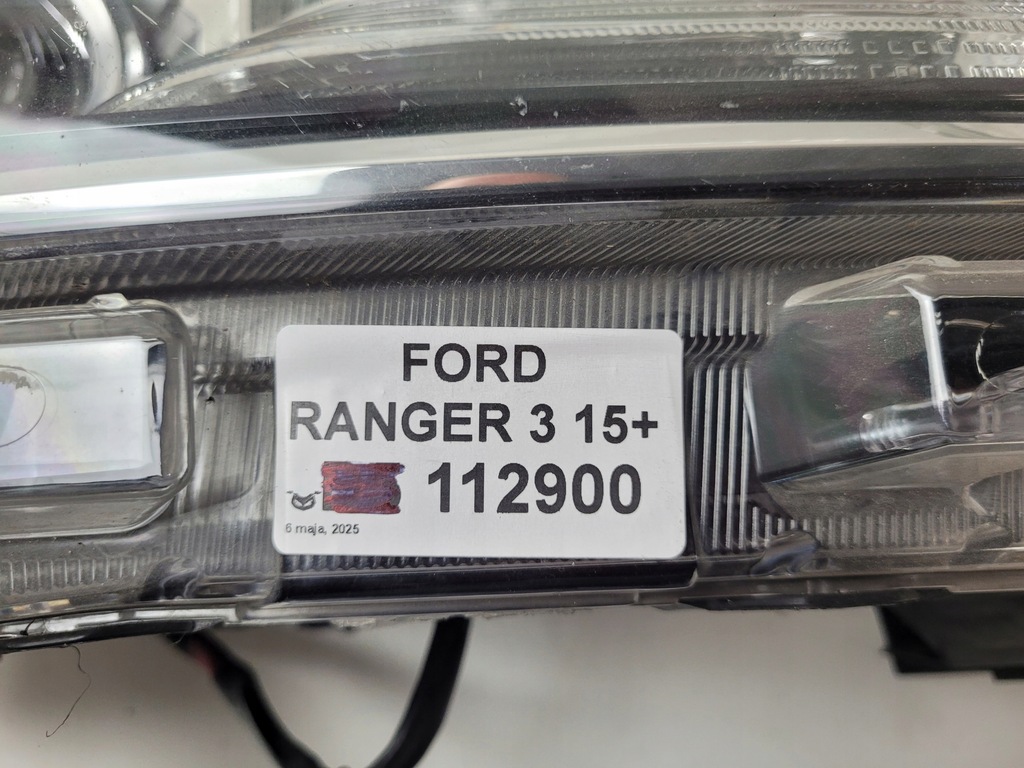 FORD
RANGER 3 15+
112900
6 maja, 2025